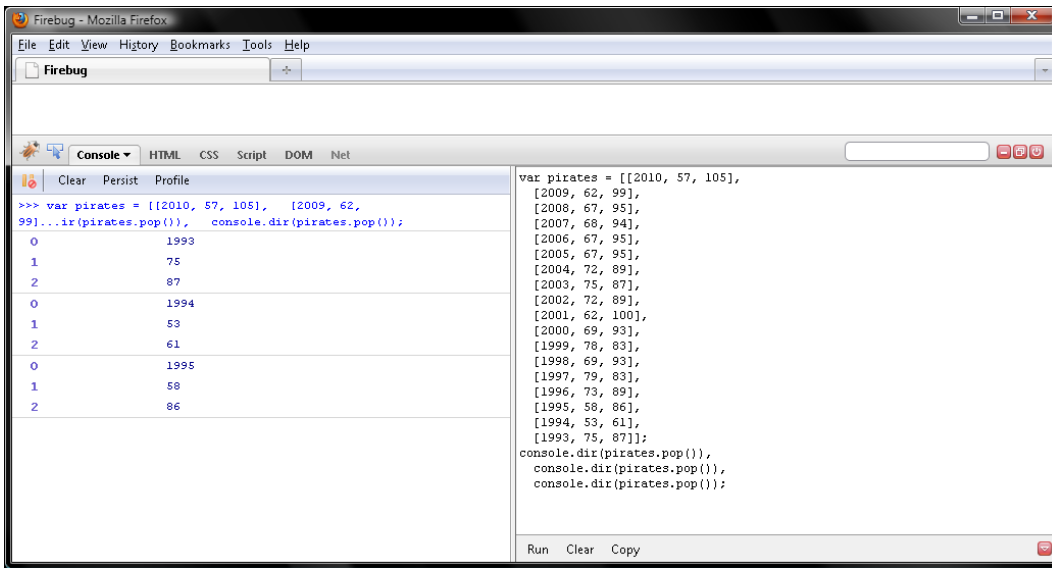 Firebug - Mozilla Firefox
File Edit View History Bookmarks Tools Help
Firebug
Console HTML CSS Script DOM Net
Clear Persist Profile
>>> var pirates = [[2010, 57, 105], [2009, 62,
99]...ir(pirates.pop()), console.dir(pirates.pop());
0 1993
1 75
2 87
0 1994
1 53
2 61
0 1995
1 58
2 86
var pirates = [[2010, 57, 105],
[2009, 62, 99],
[2008, 67, 95],
[2007, 68, 94],
[2006, 67, 95],
[2005, 67, 95],
[2004, 72, 89],
[2003, 75, 87],
[2002, 72, 89],
[2001, 62, 100],
[2000, 69, 93],
[1999, 78, 83],
[1998, 69, 93],
[1997, 79, 83],
[1996, 73, 89],
[1995, 58, 86],
[1994, 53, 61],
[1993, 75, 87]];
console.dir(pirates.pop()),
console.dir(pirates.pop()),
console.dir(pirates.pop());
Run Clear Copy